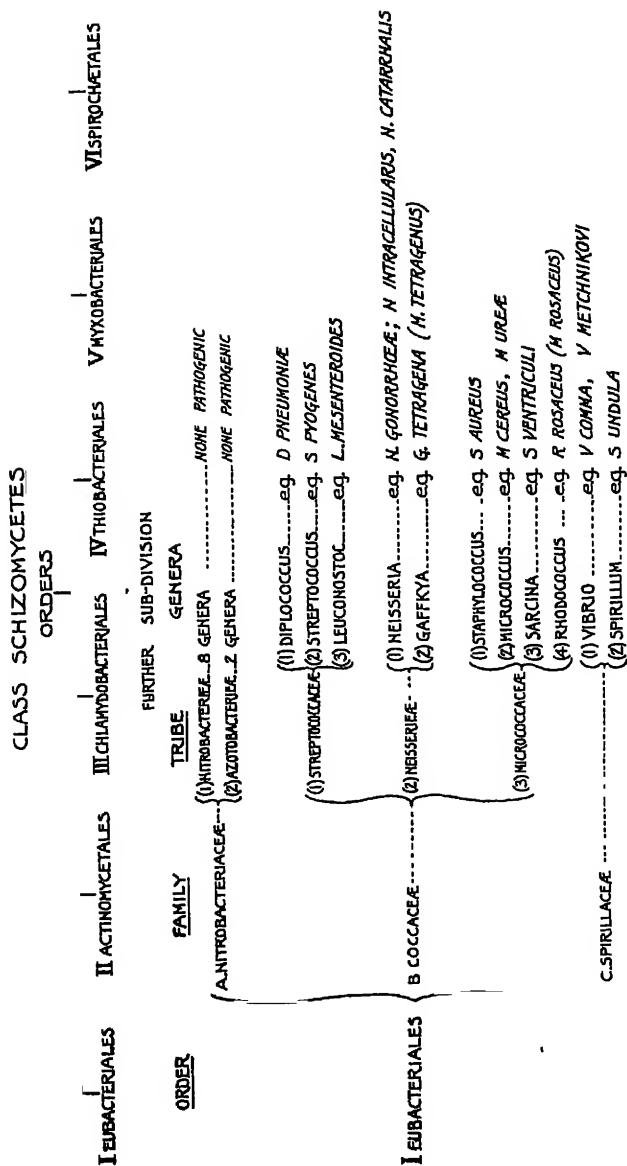 CLASS SCHIZOMYCETES
ORDERS
I EUBACTERIALES II ACTINOMYCETALES III CHLAMYDOBACTERIALES IV THIOBACTERIALES V MYXOBACTERIALES VI SPIROCHÆTALES
FURTHER SUB-DIVISION
ORDER FAMILY TRIBE GENERA
A. NITROBACTERIACEÆ---- (1) NITROBACTERIEÆ....8 GENERA ............NONE PATHOGENIC
(2) AZOTOBACTERIEÆ...2 GENERA ............NONE PATHOGENIC
(1) STREPTOCOCCACEÆ (1) DIPLOCOCCUS.......e.g. D PNEUMONIÆ
(2) STREPTOCOCCUS.....e.g. S PYOGENES
(3) LEUCONOSTOC......e.g. L. MESENTEROIDES
I EUBACTERIALES B COCCACEÆ---------- (2) NEISSERIEÆ- --- (1) NEISSERIA..........e.g. N. GONORRHŒÆ; N INTRACELLULARIS, N. CATARRHALIS
(2) GAFFKYA............e.g. G. TETRAGENA (M. TETRAGENUS)
(3) MICROCOCCACEÆ (1) STAPHYLOCOCCUS.... e.g. S AUREUS
(2) MICROCOCCUS.......e.g. M CEREUS, M UREÆ
(3) SARCINA..............e.g. S VENTRICULI
(4) RHODOCOCCUS .... e.g. R ROSACEUS (M ROSACEUS)
C. SPIRILLACEÆ --- ------------------ (1) VIBRIO ..............e.g. V COMMA, V METCHNIKOVI
(2) SPIRILLUM............e.g. S UNDULA